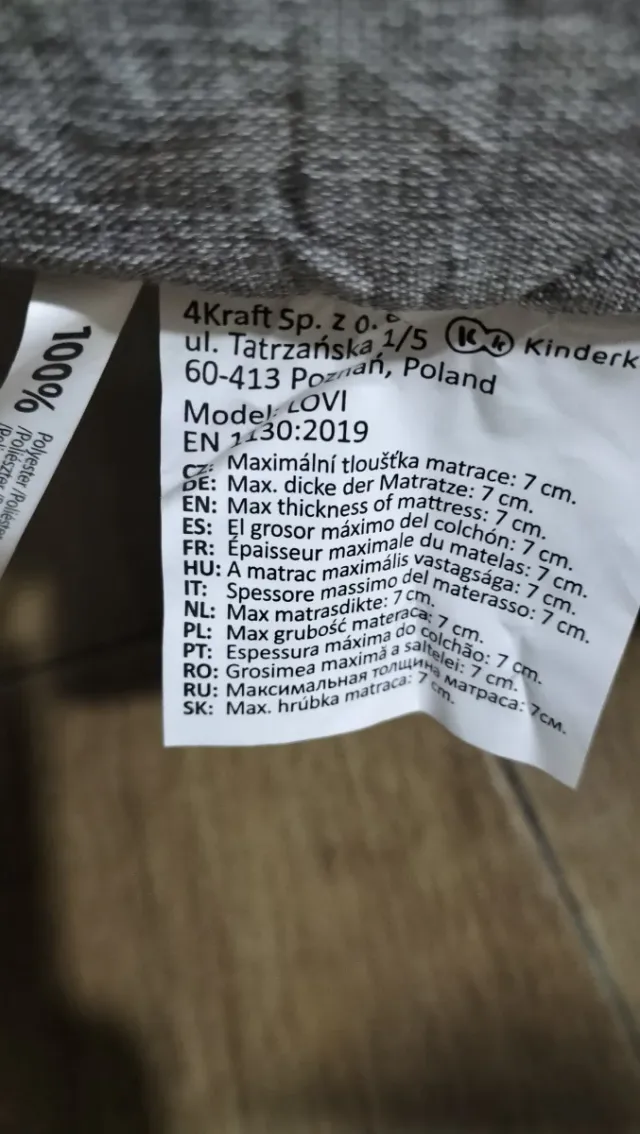 4Kraft Sp. z o.
ul. Tatrzańska 1/5
60-413 Poznań, Poland
Kinderk
Model: LOVI
EN 1130:2019
CZ: Maximální tloušťka matrace: 7 cm.
DE: Max. dicke der Matratze: 7 cm.
EN: Max thickness of mattress: 7 cm.
ES: El grosor máximo del colchón: 7 cm.
FR: Épaisseur maximale du matelas: 7 cm.
HU: A matrac maximális vastagsága: 7 cm.
IT: Spessore massimo del materasso: 7 cm.
NL: Max matrasdikte: 7 cm.
PL: Max grubość materaca: 7 cm.
PT: Espessura máxima do colchão: 7 cm.
RO: Grosimea maximă a saltelei: 7 cm.
RU: Максимальная толщина матраса: 7см.
SK: Max. hrúbka matraca: 7 cm.
100%
Polyester/Poliéster